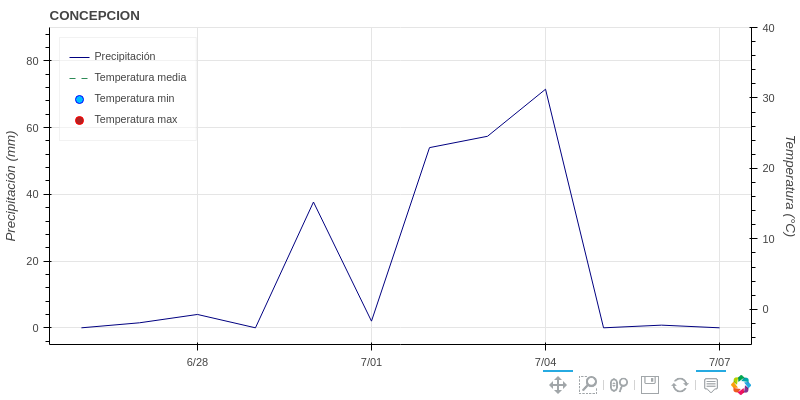 CONCEPCION
Precipitación
Temperatura media
Temperatura min
Temperatura max
Precipitación (mm)
80
60
40
20
0
40
30
20
10
0
Temperatura (°C)
6/28
7/01
7/04
7/07